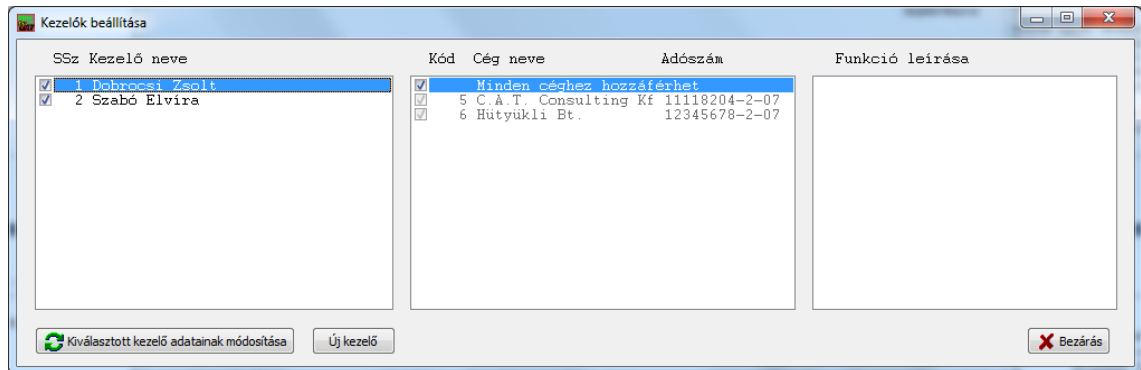 Kezelők beállítása
SSz Kezelő neve
1 Dobrocsi Zsolt
2 Szabó Elvíra
Kód Cég neve Adószám
Minden céghez hozzáférhet
5 C.A.T. Consulting Kf 11118204-2-07
6 Hütyükli Bt. 12345678-2-07
Funkció leírása
Kiválasztott kezelő adatainak módosítása
Új kezelő
Bezárás